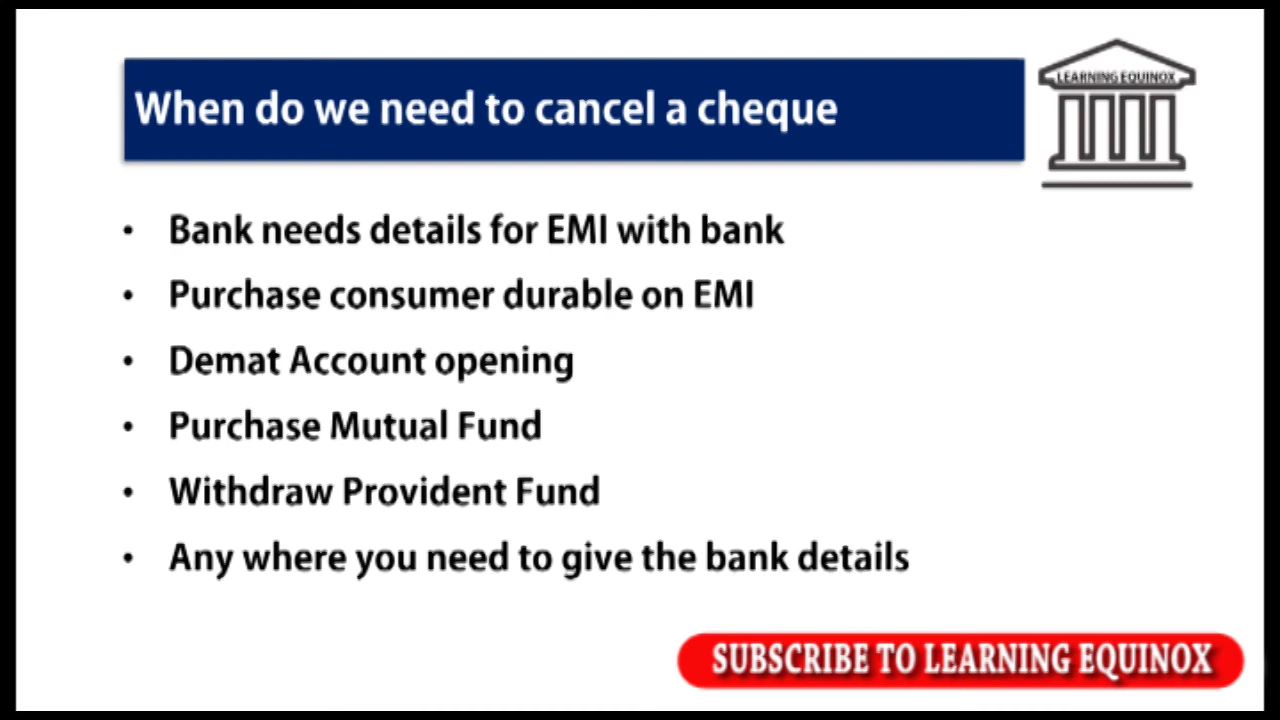 When do we need to cancel a cheque
LEARNING EQUINOX
• Bank needs details for EMI with bank
• Purchase consumer durable on EMI
• Demat Account opening
• Purchase Mutual Fund
• Withdraw Provident Fund
• Any where you need to give the bank details
SUBSCRIBE TO LEARNING EQUINOX